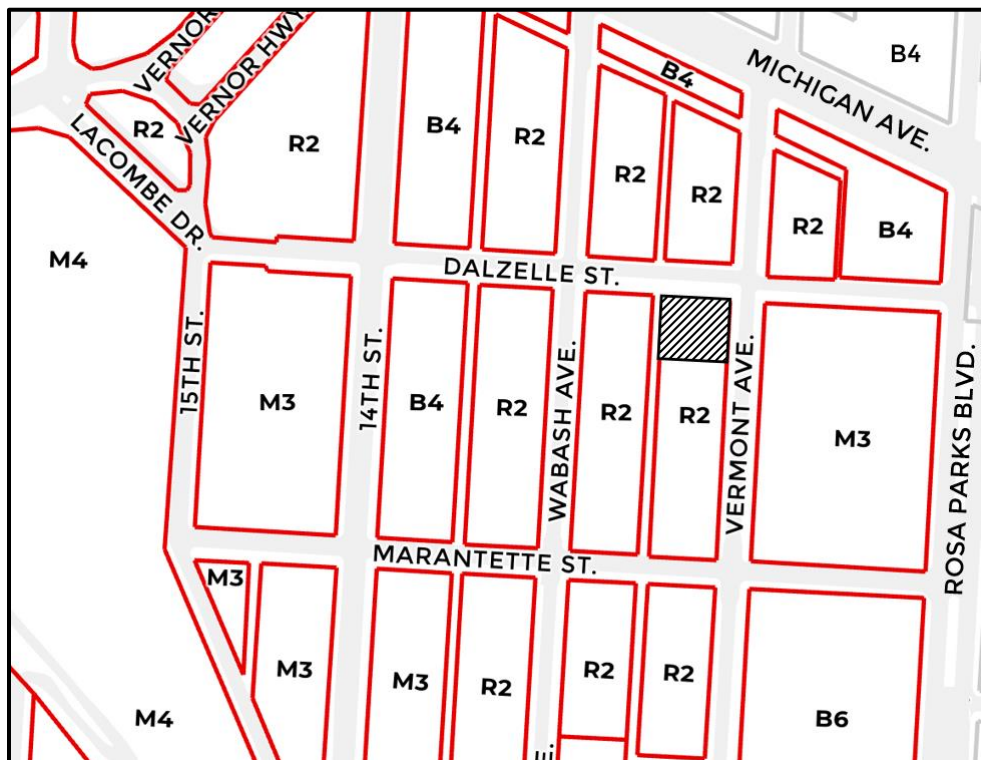 VERNOR
VERNOR HWY
MICHIGAN AVE.
B4
B4
R2
R2
B4
R2
LACOMBE DR.
R2
R2
R2
B4
M4
DALZELLE ST.
15TH ST.
M3
14TH ST.
B4
R2
WABASH AVE.
R2
R2
VERMONT AVE.
M3
ROSA PARKS BLVD.
MARANTETTE ST.
M3
M3
M3
R2
R2
R2
M4
B6
E.